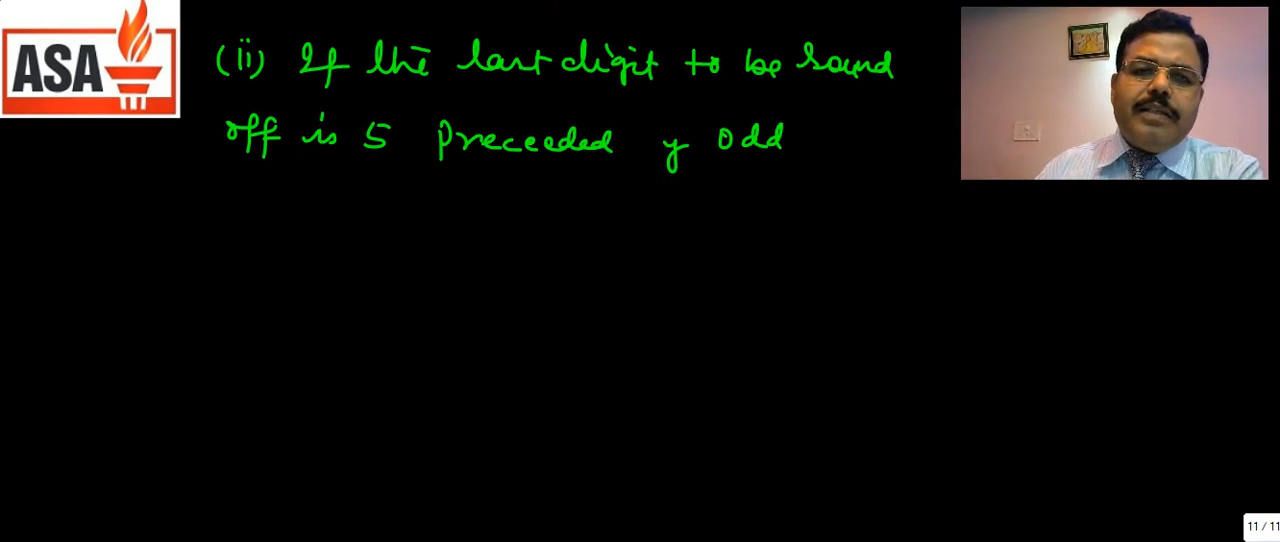 ASA
(ii) If the last digit to be round
off is 5 preceeded y odd
11 / 11